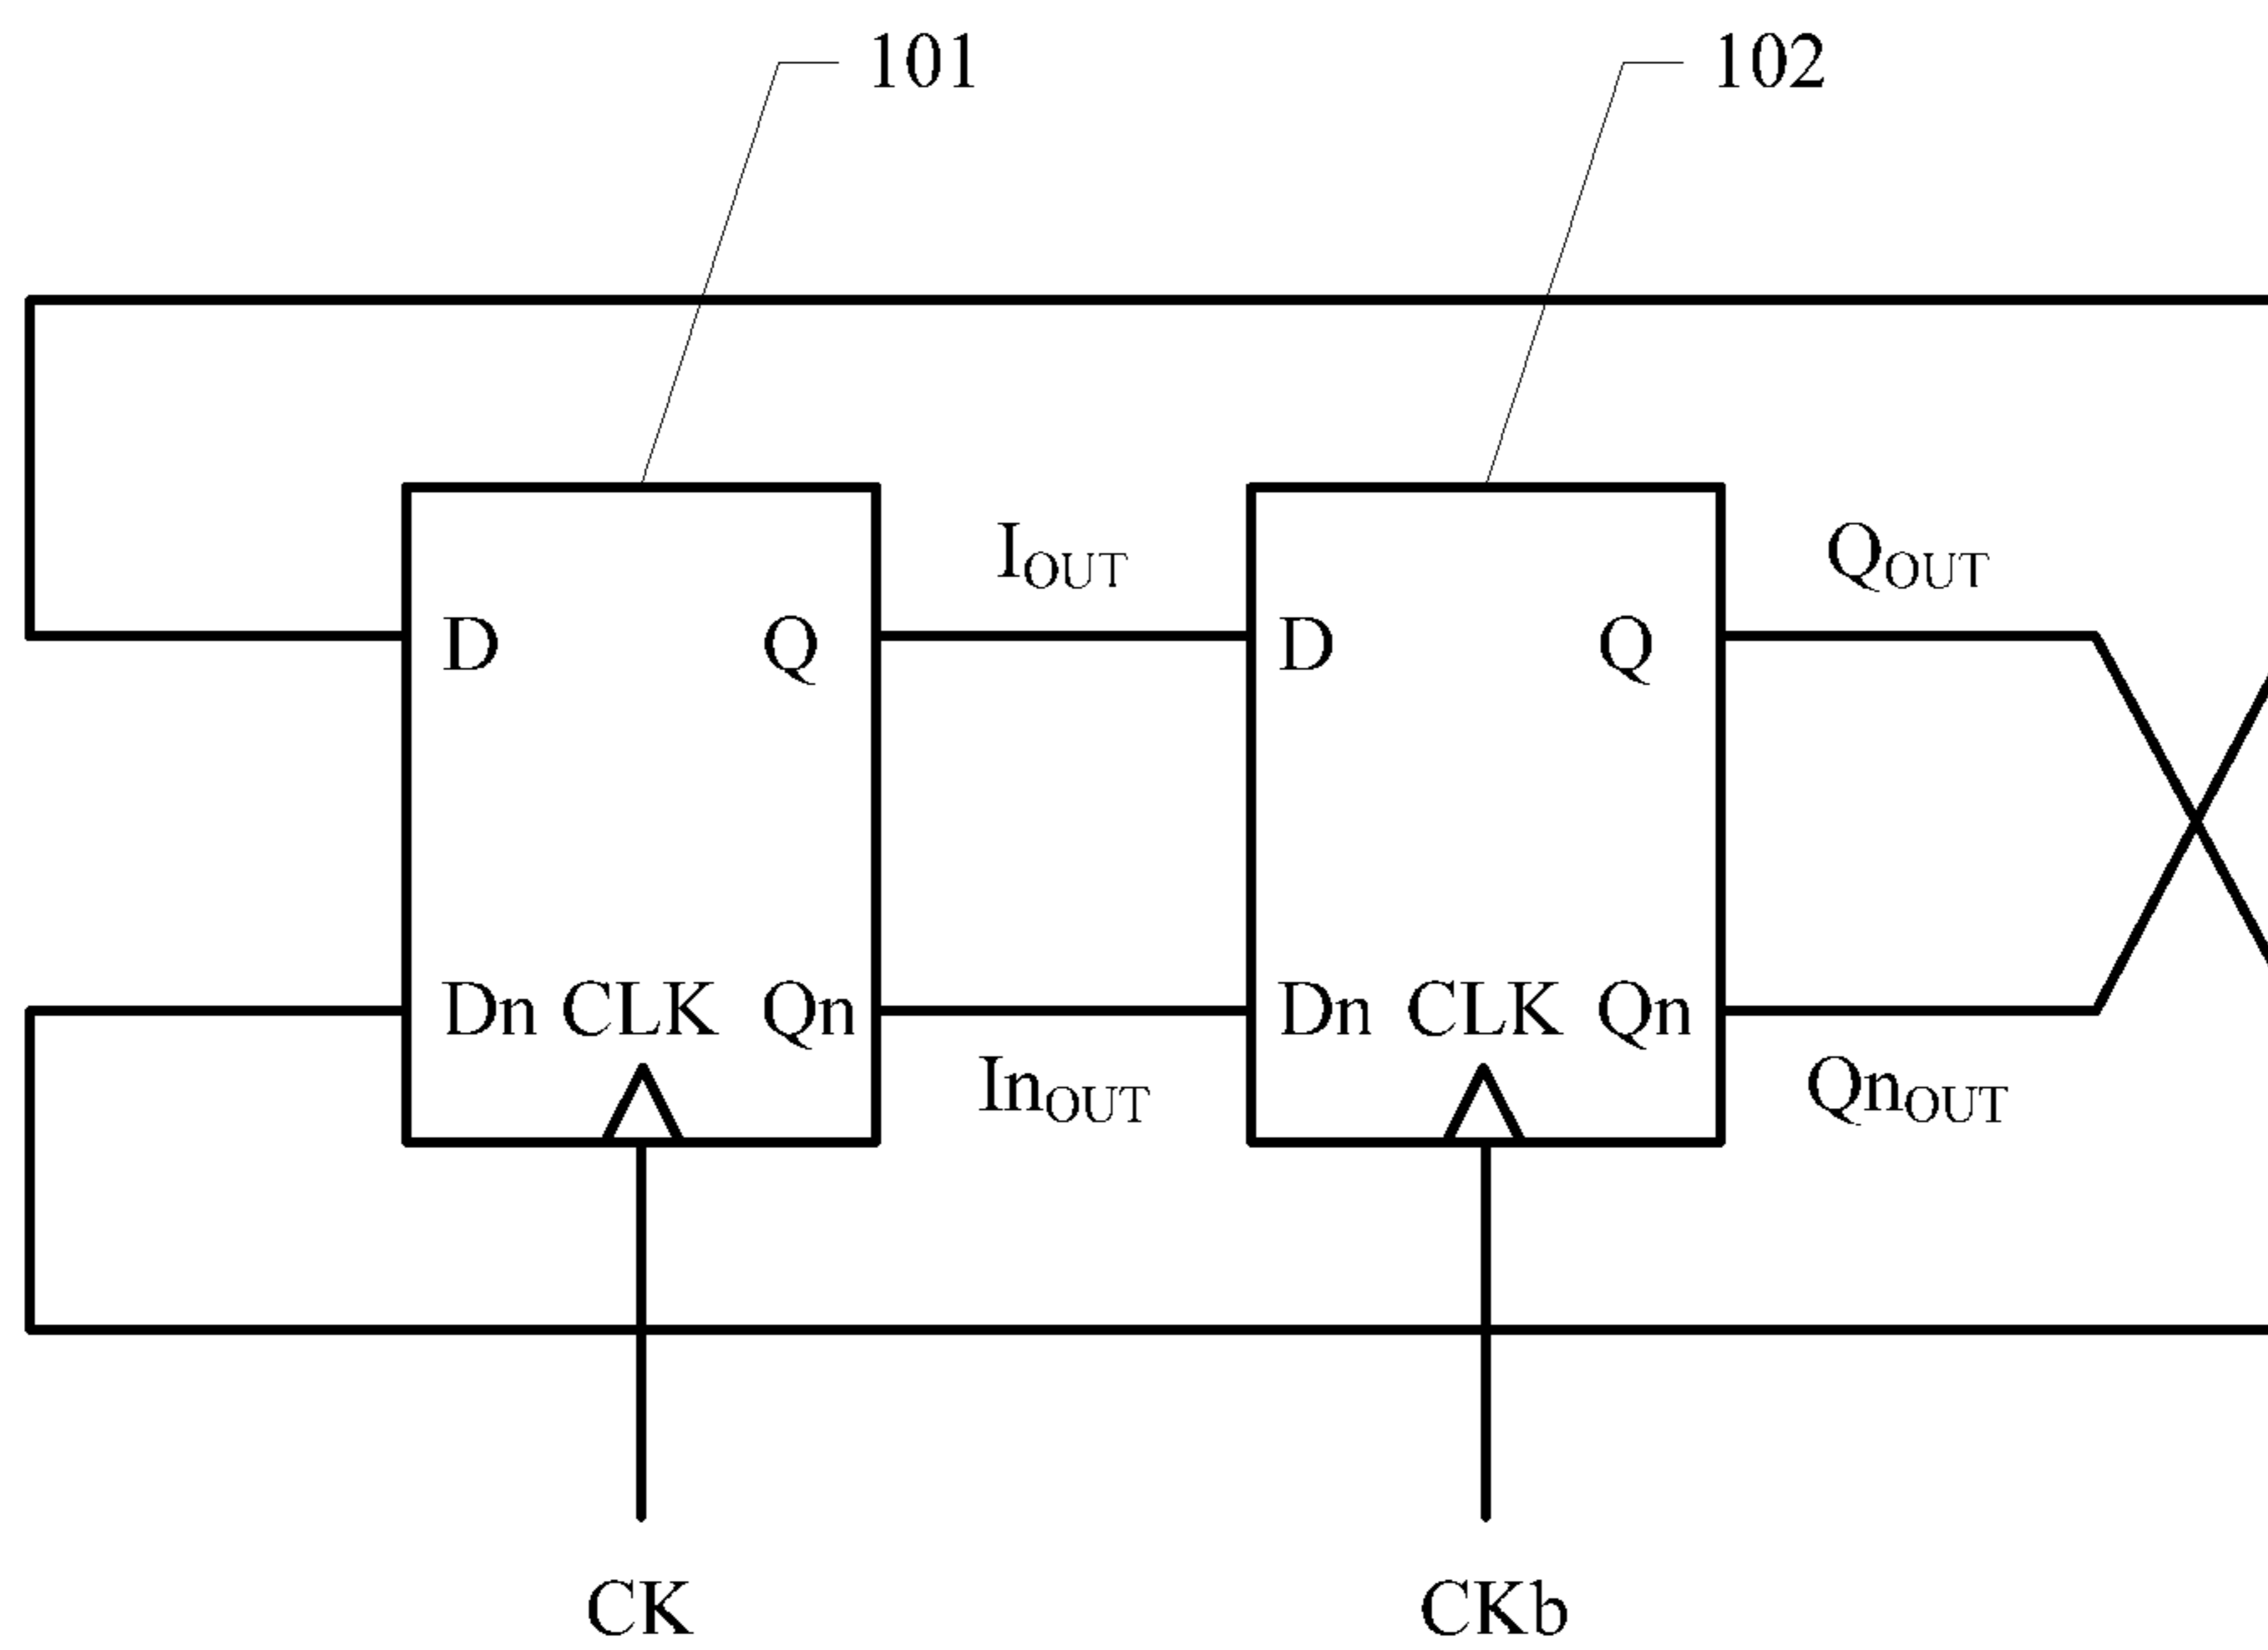 101 102
I_OUT Q_OUT
D Q D Q
Dn CLK Qn Dn CLK Qn
In_OUT Qn_OUT
CK CKb